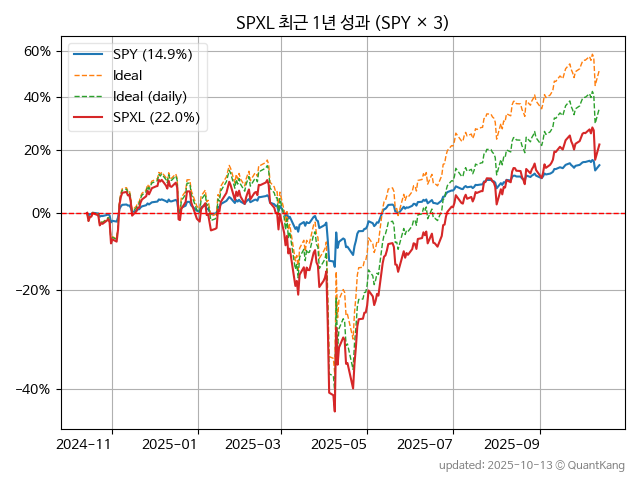 SPXL 최근 1년 성과 (SPY × 3)
SPY (14.9%)
Ideal
Ideal (daily)
SPXL (22.0%)
60%
40%
20%
0%
−20%
−40%
2024-11 2025-01 2025-03 2025-05 2025-07 2025-09
updated: 2025-10-13 © QuantKang